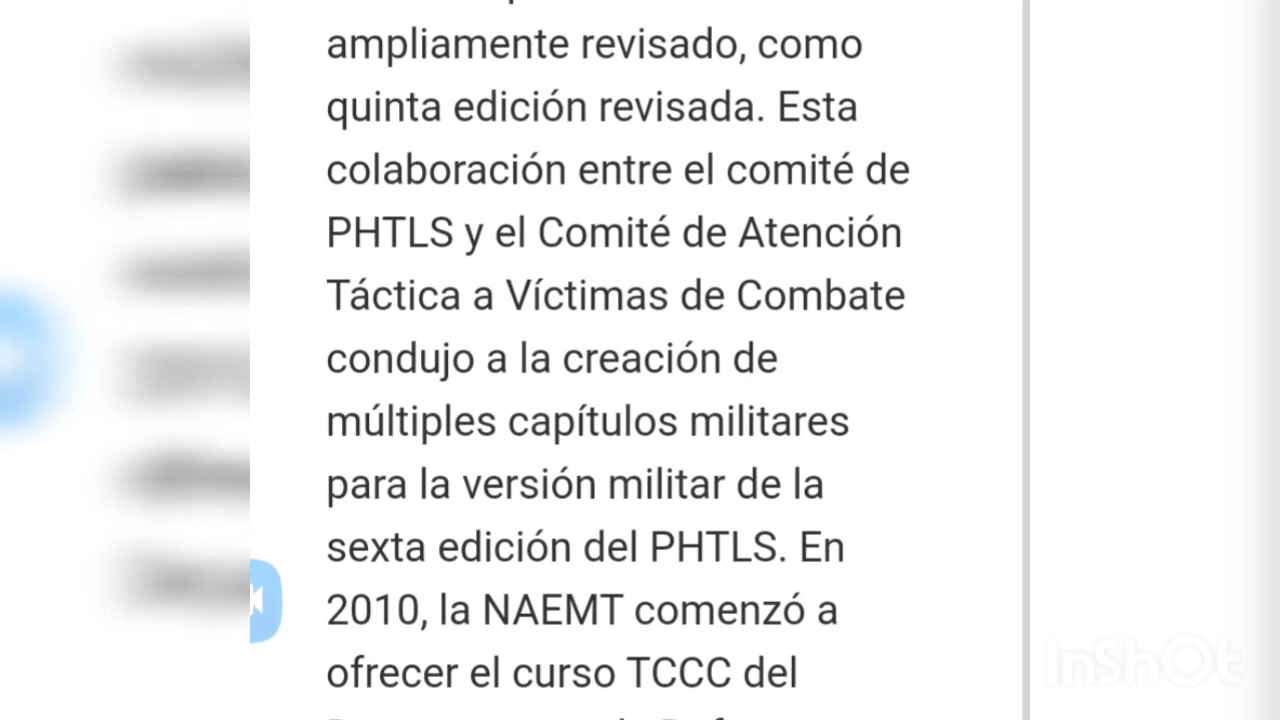 ampliamente revisado, como
quinta edición revisada. Esta
colaboración entre el comité de
PHTLS y el Comité de Atención
Táctica a Víctimas de Combate
condujo a la creación de
múltiples capítulos militares
para la versión militar de la
sexta edición del PHTLS. En
2010, la NAEMT comenzó a
ofrecer el curso TCCC del
InShOt